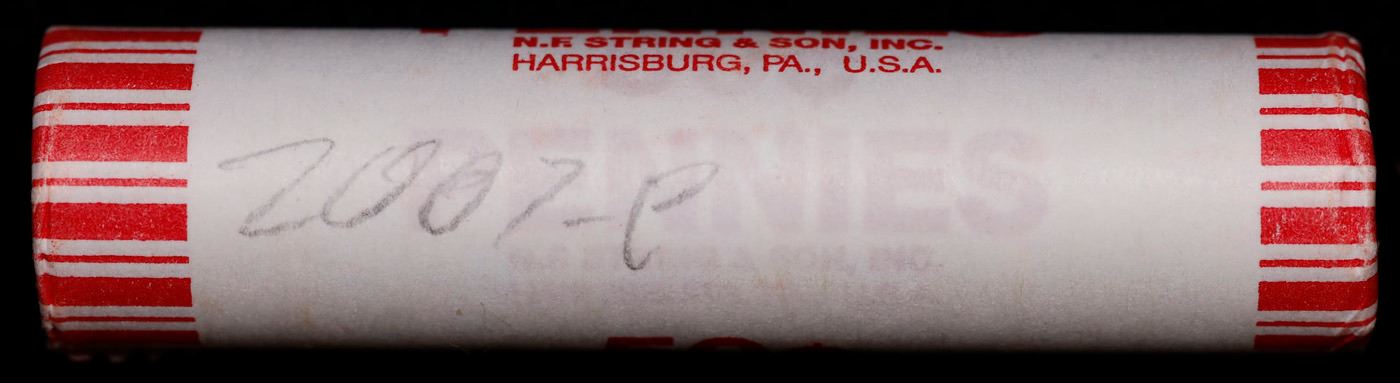 N.F. STRING & SON, INC.
HARRISBURG, PA., U.S.A.
2007-P
PENNIES